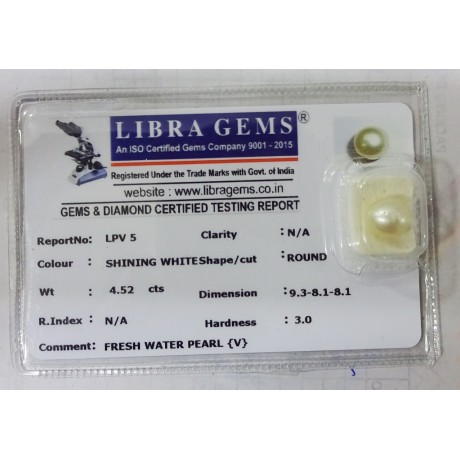 LIBRA GEMS ®
An ISO Certified Gems Company 9001 - 2015
Registered Under the Trade Marks with Govt. of India
website : www.libragems.co.in
GEMS & DIAMOND CERTIFIED TESTING REPORT
ReportNo: LPV 5 Clarity : N/A
Colour : SHINING WHITE Shape/cut : ROUND
Wt : 4.52 cts Dimension : 9.3-8.1-8.1
R.Index : N/A Hardness : 3.0
Comment: FRESH WATER PEARL {V}